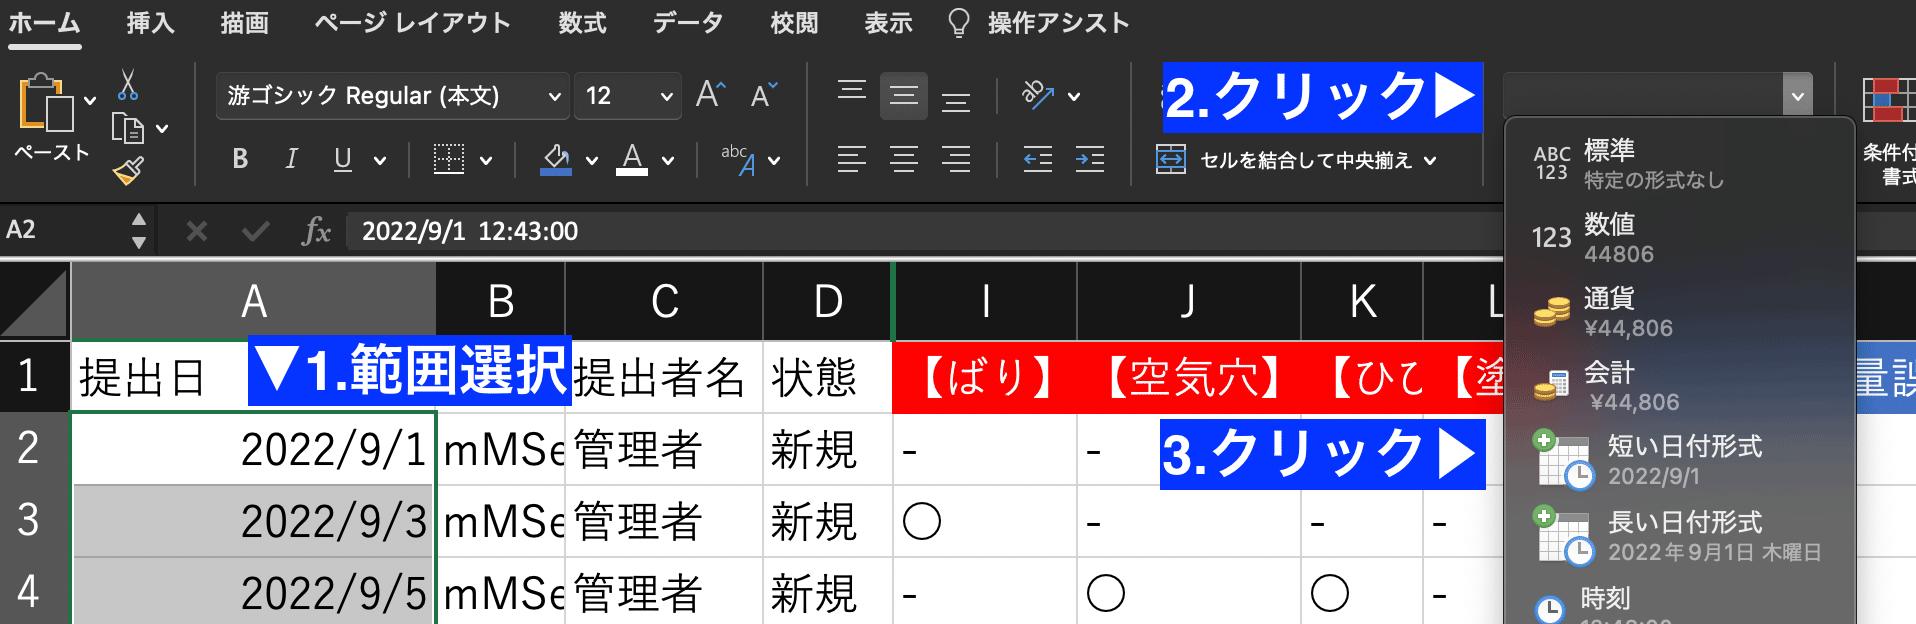 ホーム 挿入 描画 ページ レイアウト 数式 データ 校閲 表示 操作アシスト
ペースト
游ゴシック Regular (本文) 12
B I U A abc A
ab
2.クリック▶
セルを結合して中央揃え
条件付
書式
ABC
123
標準
特定の形式なし
123
数値
44806
通貨
¥44,806
会計
¥44,806
短い日付形式
2022/9/1
長い日付形式
2022年9月1日 木曜日
時刻
A2 fx 2022/9/1 12:43:00
A B C D I J K L
▼1.範囲選択
1 提出日 提出者名 状態 【ばり】 【空気穴】 【ひ 【塗 量誤
2 2022/9/1 mMSe 管理者 新規 - -
3.クリック▶
3 2022/9/3 mMSe 管理者 新規 ○ - - -
4 2022/9/5 mMSe 管理者 新規 - ○ ○ -